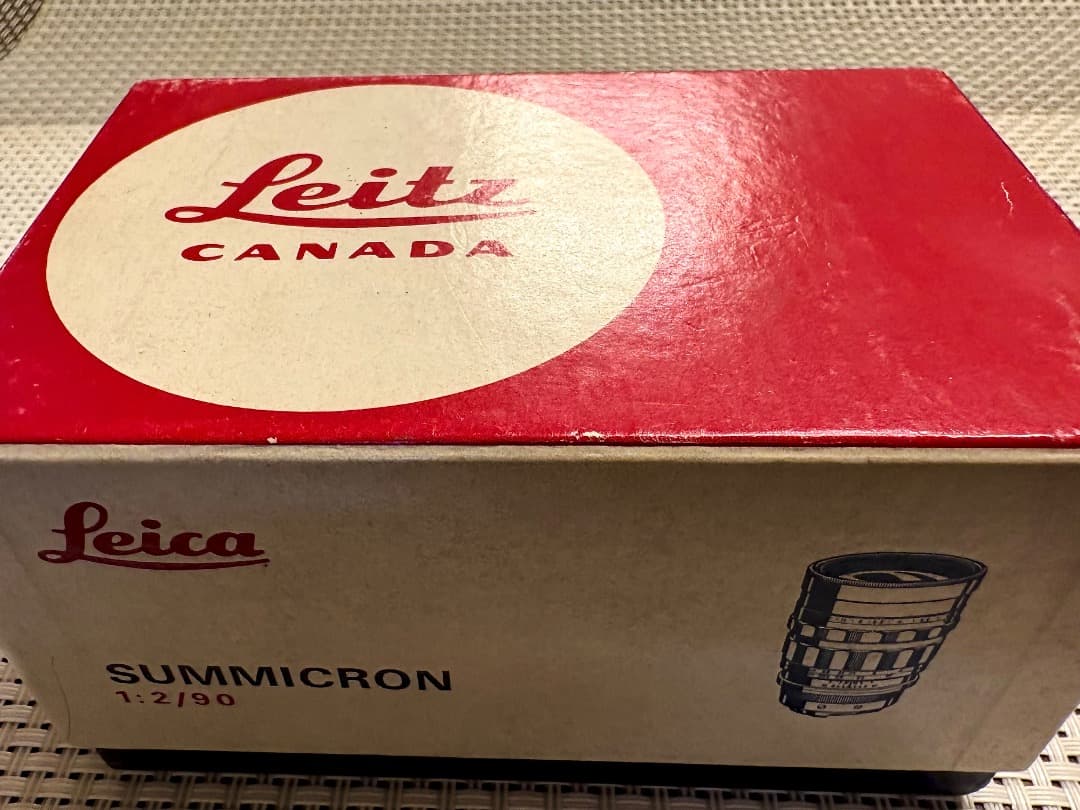 Leitz
CANADA
Leica
SUMMICRON
1:2/90